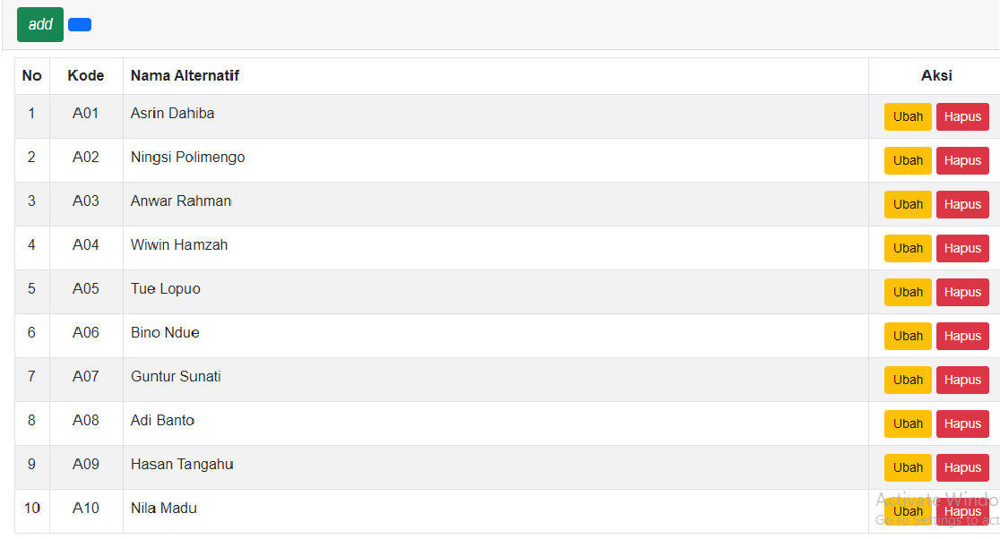 add
No Kode Nama Alternatif Aksi
1 A01 Asrin Dahiba Ubah Hapus
2 A02 Ningsi Polimengo Ubah Hapus
3 A03 Anwar Rahman Ubah Hapus
4 A04 Wiwin Hamzah Ubah Hapus
5 A05 Tue Lopuo Ubah Hapus
6 A06 Bino Ndue Ubah Hapus
7 A07 Guntur Sunati Ubah Hapus
8 A08 Adi Banto Ubah Hapus
9 A09 Hasan Tangahu Ubah Hapus
10 A10 Nila Madu Ubah Hapus
Activate Windo
Go to Settings to act